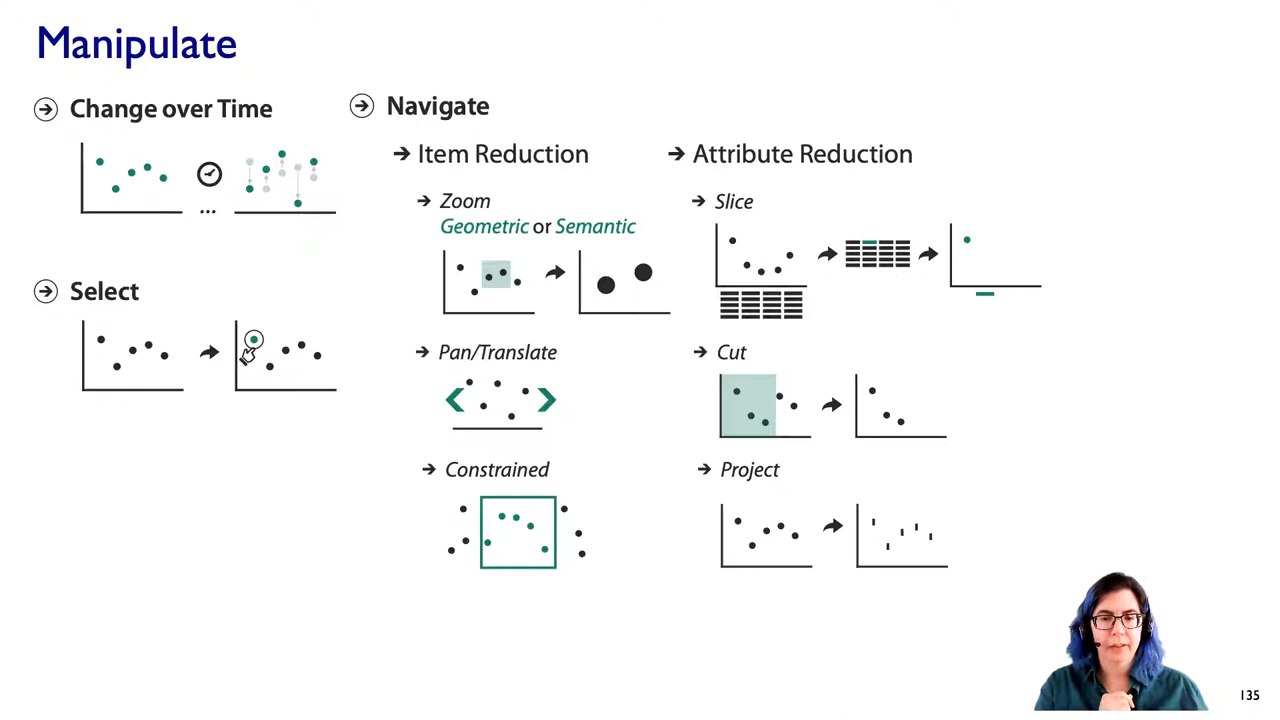 Manipulate
Change over Time
...
Select
Navigate
Item Reduction
Zoom
Geometric or Semantic
Pan/Translate
Constrained
Attribute Reduction
Slice
Cut
Project
135